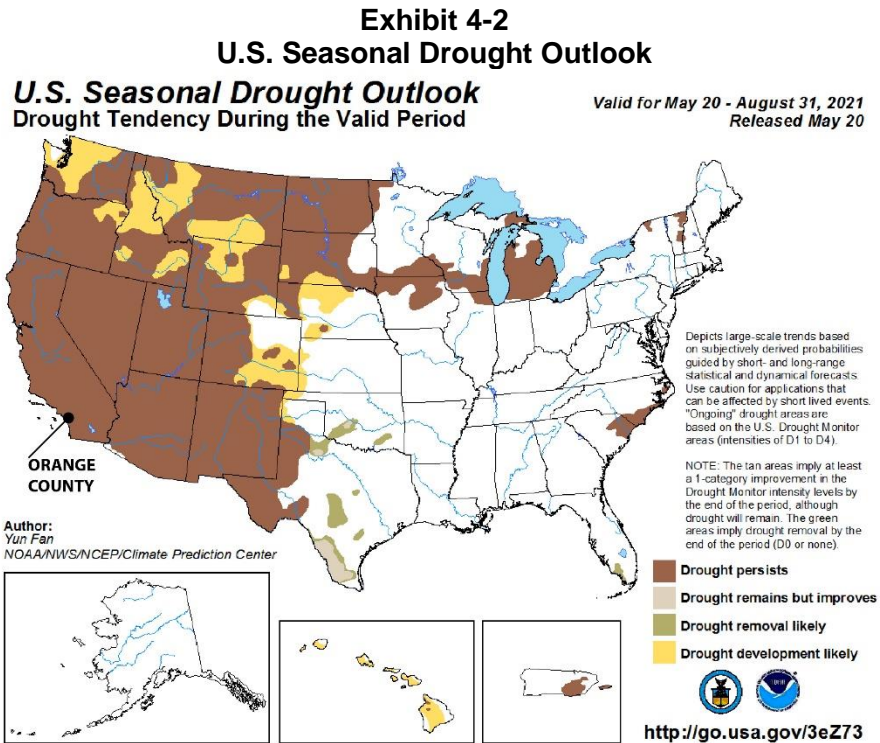 Exhibit 4-2
U.S. Seasonal Drought Outlook
U.S. Seasonal Drought Outlook
Drought Tendency During the Valid Period
Valid for May 20 - August 31, 2021
Released May 20
Depicts large-scale trends based
on subjectively derived probabilities
guided by short- and long-range
statistical and dynamical forecasts.
Use caution for applications that
can be affected by short lived events.
"Ongoing" drought areas are
based on the U.S. Drought Monitor
areas (intensities of D1 to D4).
NOTE: The tan areas imply at least
a 1-category improvement in the
Drought Monitor intensity levels by
the end of the period, although
drought will remain. The green
areas imply drought removal by the
end of the period (D0 or none).
ORANGE
COUNTY
Author:
Yun Fan
NOAA/NWS/NCEP/Climate Prediction Center
Drought persists
Drought remains but improves
Drought removal likely
Drought development likely
http://go.usa.gov/3eZ73